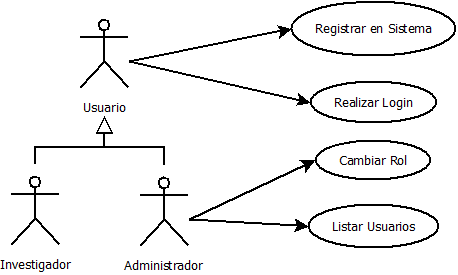 Registrar en Sistema
Usuario
Realizar Login
Cambiar Rol
Listar Usuarios
Investigador
Administrador